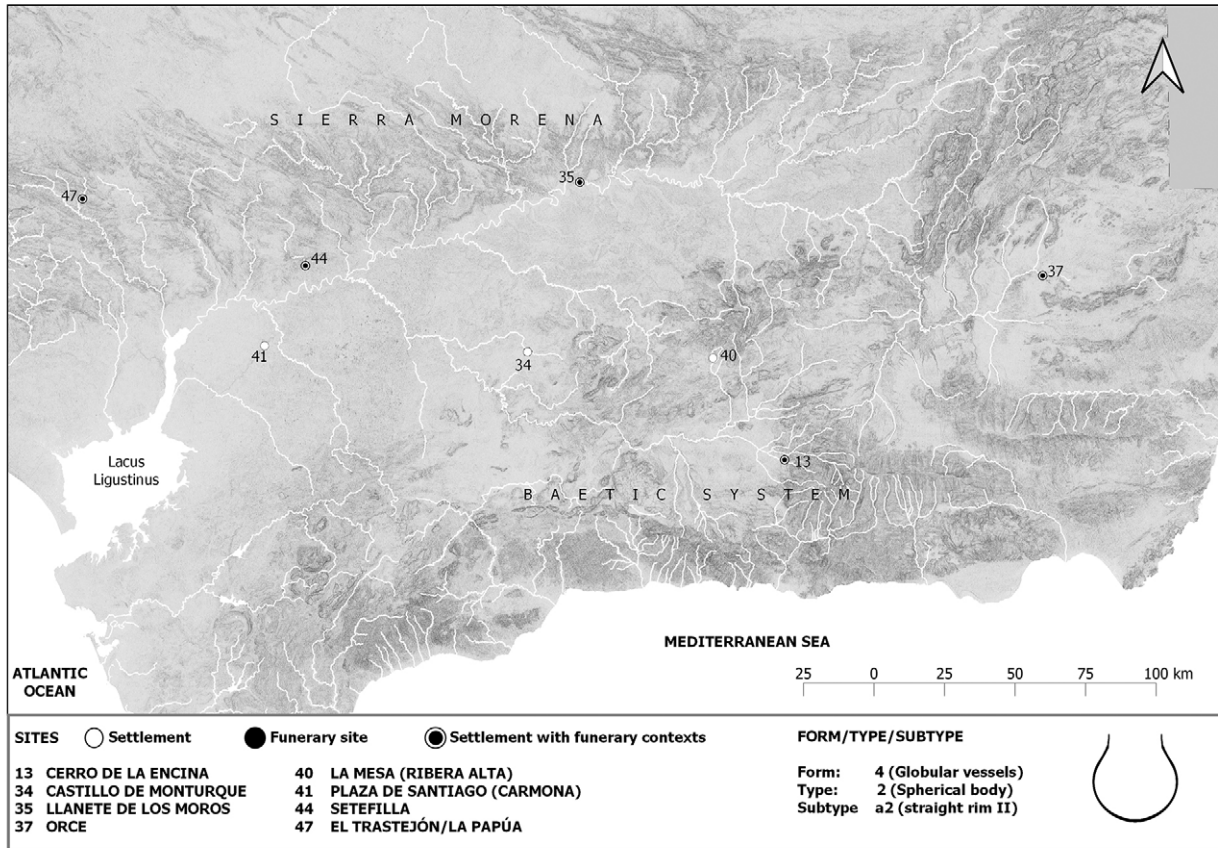 SIERRA MORENA
35
47
44
37
41
34
40
Lacus
Ligustinus
13
BAETIC SYSTEM
MEDITERRANEAN SEA
ATLANTIC
OCEAN
25 0 25 50 75 100 km
SITES Settlement Funerary site Settlement with funerary contexts
13 CERRO DE LA ENCINA
34 CASTILLO DE MONTURQUE
35 LLANETE DE LOS MOROS
37 ORCE
40 LA MESA (RIBERA ALTA)
41 PLAZA DE SANTIAGO (CARMONA)
44 SETEFILLA
47 EL TRASTEJÓN/LA PAPÚA
FORM/TYPE/SUBTYPE
Form: 4 (Globular vessels)
Type: 2 (Spherical body)
Subtype a2 (straight rim II)